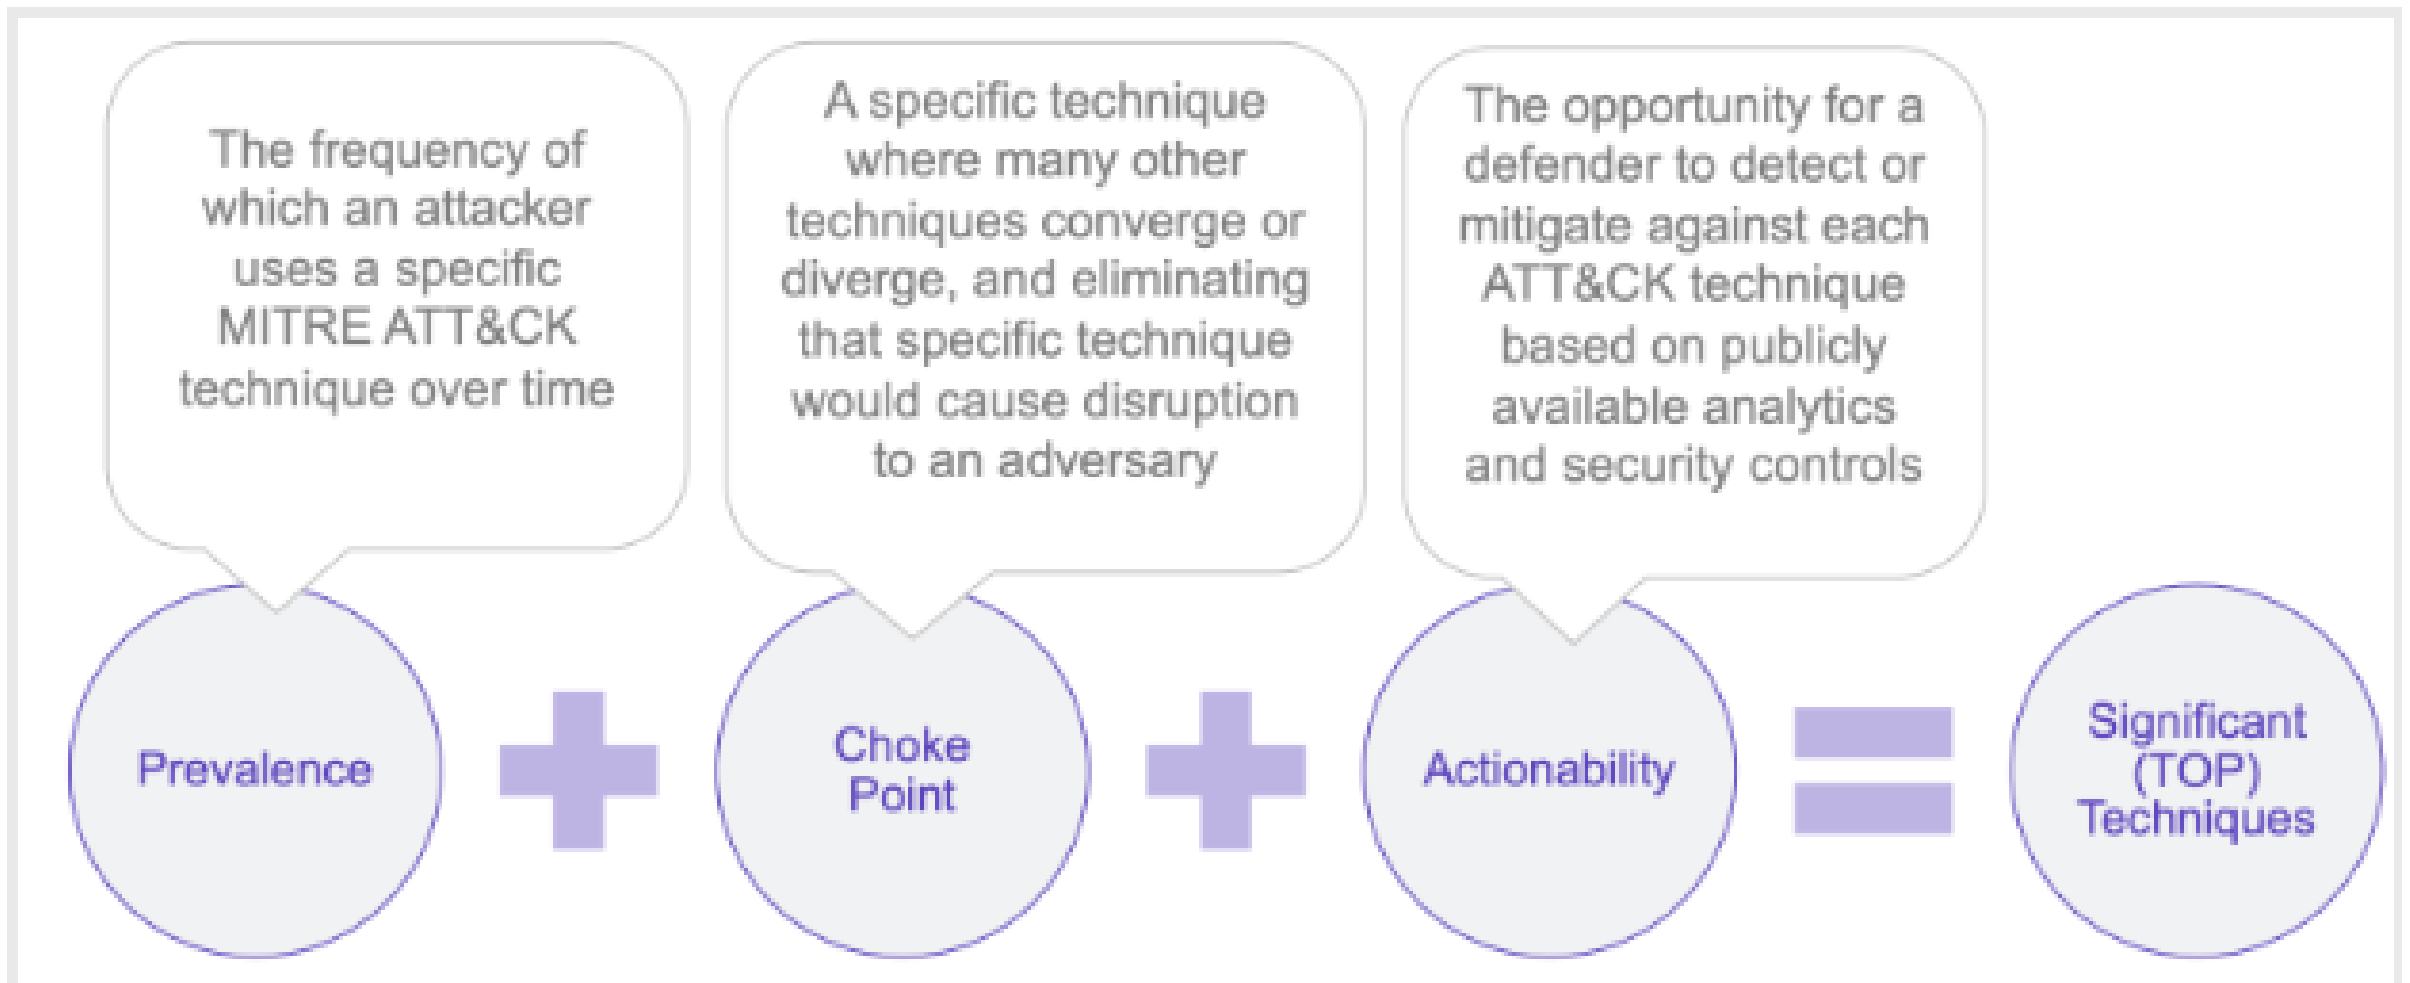 The frequency of
which an attacker
uses a specific
MITRE ATT&CK
technique over time
A specific technique
where many other
techniques converge or
diverge, and eliminating
that specific technique
would cause disruption
to an adversary
The opportunity for a
defender to detect or
mitigate against each
ATT&CK technique
based on publicly
available analytics
and security controls
Prevalence
Choke
Point
Actionability
Significant
(TOP)
Techniques